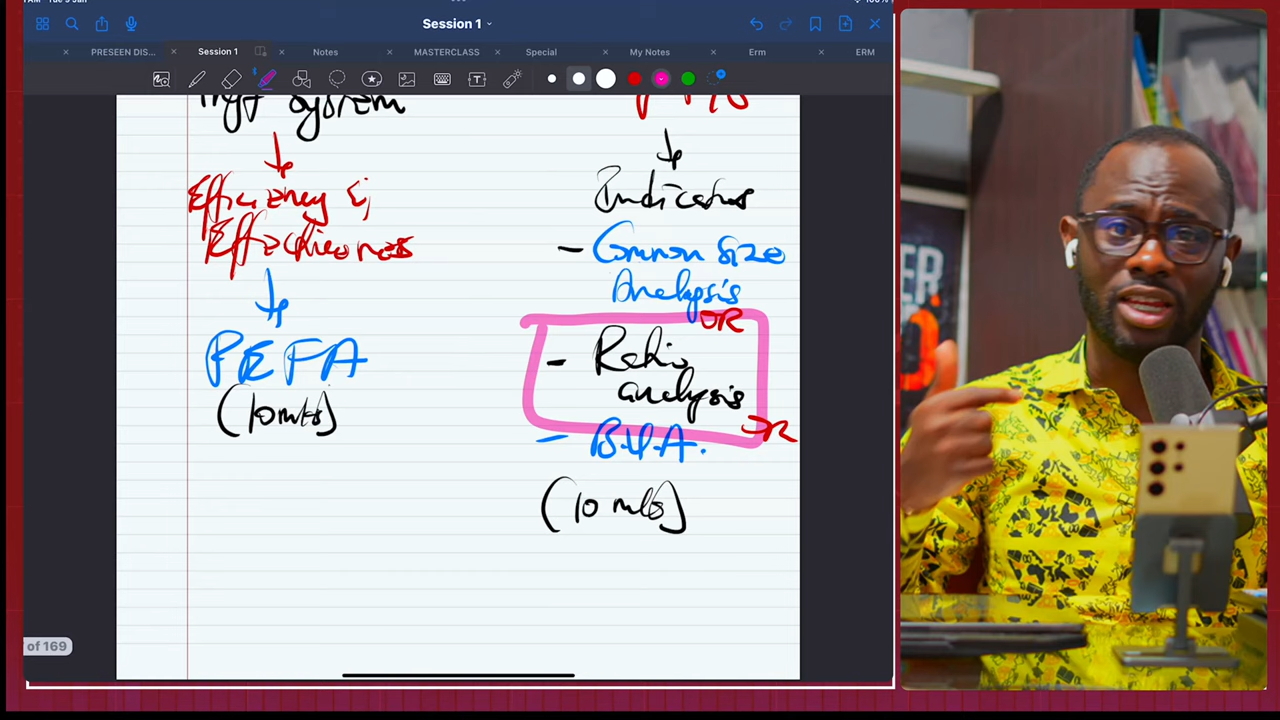 Session 1
PRESEEN DIS...
Session 1
Notes
MASTERCLASS
Special
My Notes
Erm
ERM
system
Efficiency &
Effectiveness
PEFA
(10mks)
Indicators
- Common Size
Analysis
OR
- Ratio
analysis
OR
- BVA.
(10 mks)
of 169